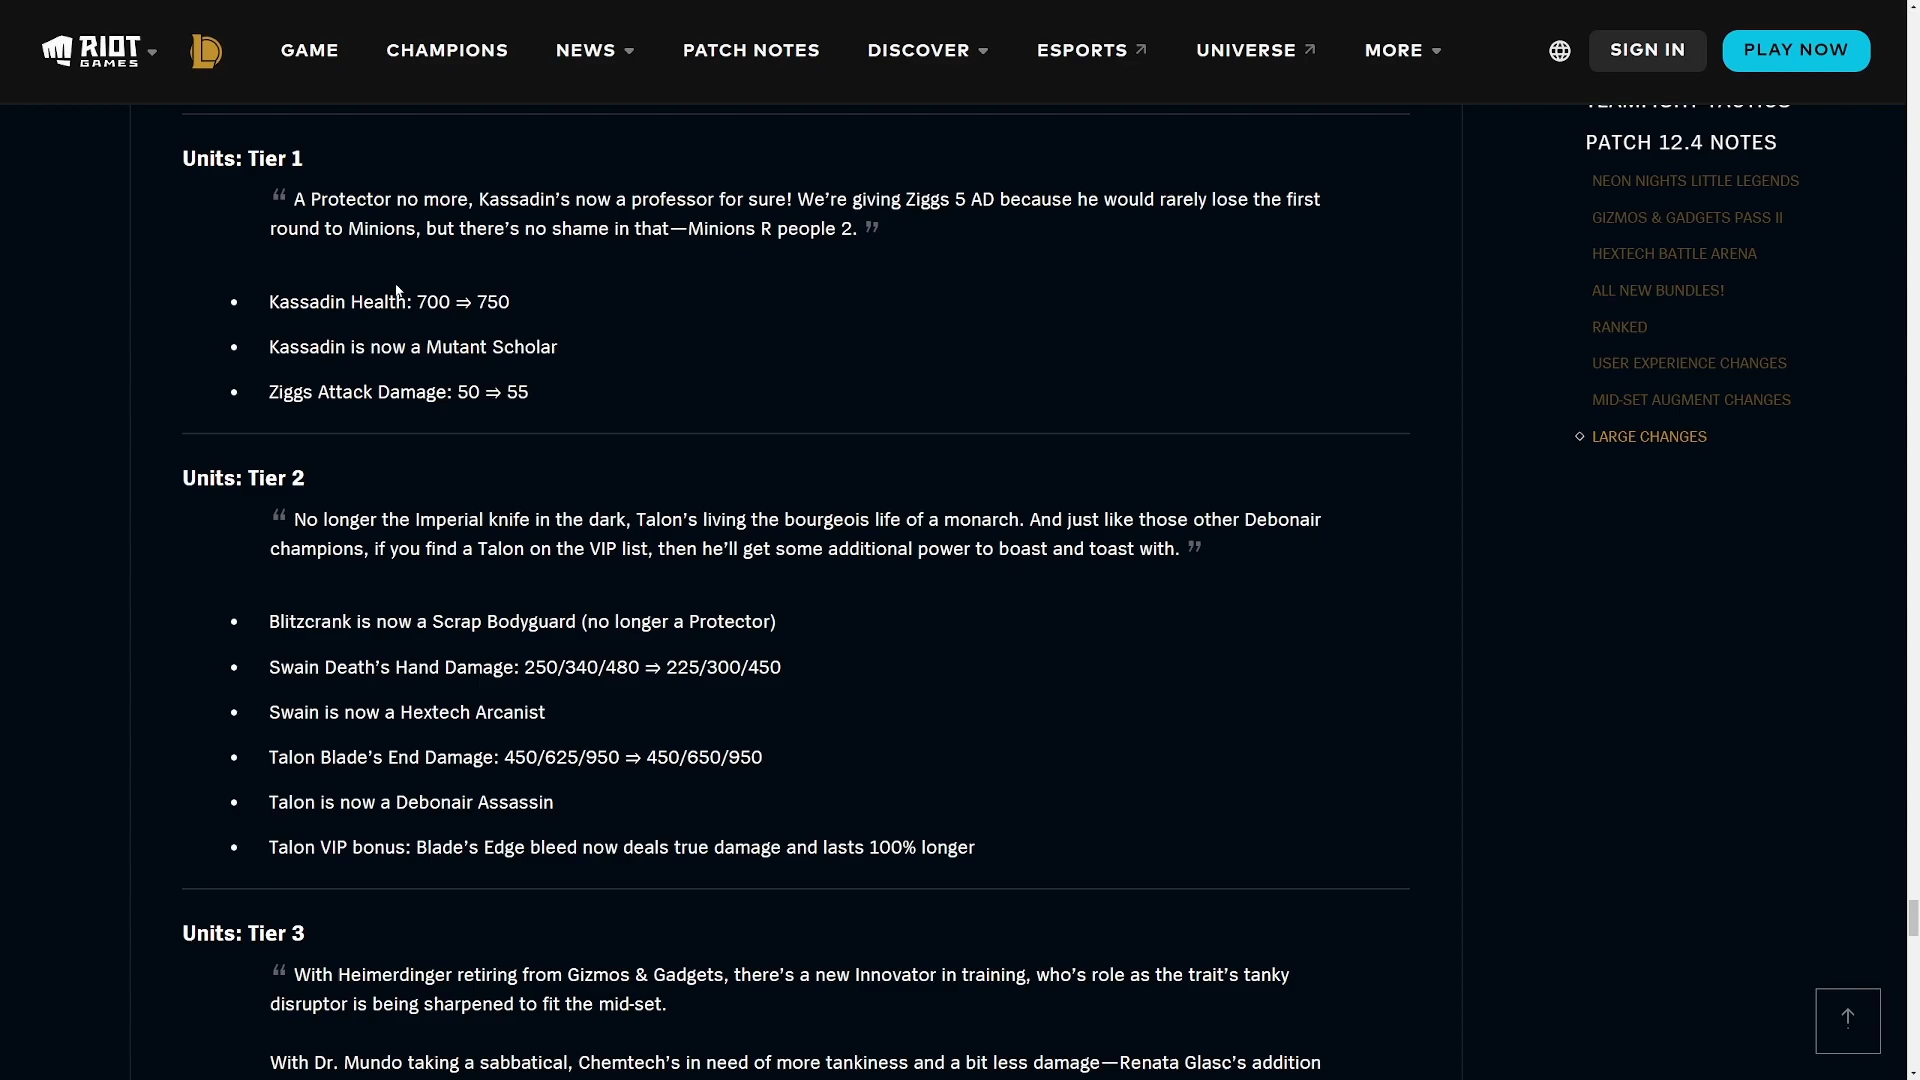 RIOT GAMES
GAME
CHAMPIONS
NEWS
PATCH NOTES
DISCOVER
ESPORTS
UNIVERSE
MORE
SIGN IN
PLAY NOW
Units: Tier 1
“ A Protector no more, Kassadin’s now a professor for sure! We’re giving Ziggs 5 AD because he would rarely lose the first
round to Minions, but there’s no shame in that—Minions R people 2. ”
• Kassadin Health: 700 ⇒ 750
• Kassadin is now a Mutant Scholar
• Ziggs Attack Damage: 50 ⇒ 55
Units: Tier 2
“ No longer the Imperial knife in the dark, Talon’s living the bourgeois life of a monarch. And just like those other Debonair
champions, if you find a Talon on the VIP list, then he’ll get some additional power to boast and toast with. ”
• Blitzcrank is now a Scrap Bodyguard (no longer a Protector)
• Swain Death’s Hand Damage: 250/340/480 ⇒ 225/300/450
• Swain is now a Hextech Arcanist
• Talon Blade’s End Damage: 450/625/950 ⇒ 450/650/950
• Talon is now a Debonair Assassin
• Talon VIP bonus: Blade’s Edge bleed now deals true damage and lasts 100% longer
Units: Tier 3
“ With Heimerdinger retiring from Gizmos & Gadgets, there’s a new Innovator in training, who’s role as the trait’s tanky
disruptor is being sharpened to fit the mid-set.
With Dr. Mundo taking a sabbatical, Chemtech’s in need of more tankiness and a bit less damage—Renata Glasc’s addition
TEAMFIGHT TACTICS
PATCH 12.4 NOTES
NEON NIGHTS LITTLE LEGENDS
GIZMOS & GADGETS PASS II
HEXTECH BATTLE ARENA
ALL NEW BUNDLES!
RANKED
USER EXPERIENCE CHANGES
MID-SET AUGMENT CHANGES
LARGE CHANGES